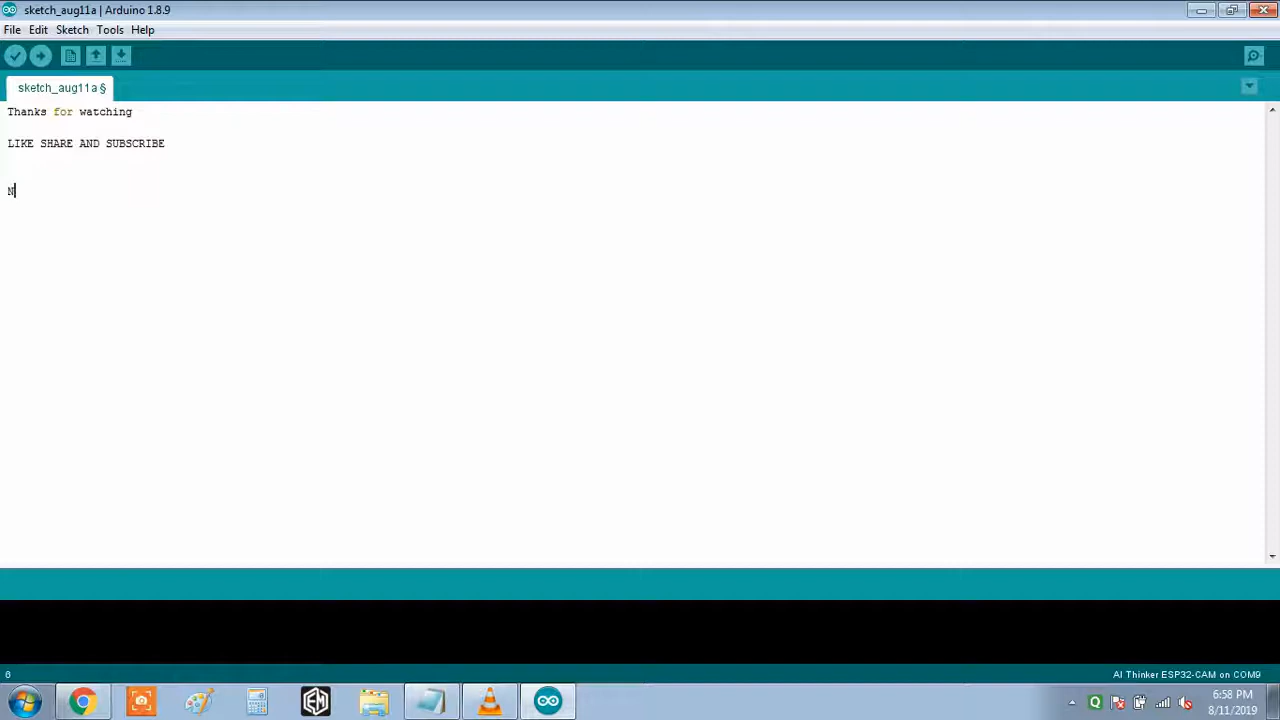 sketch_aug11a | Arduino 1.8.9
File Edit Sketch Tools Help
sketch_aug11a §
Thanks for watching
LIKE SHARE AND SUBSCRIBE
N
8
AI Thinker ESP32-CAM on COM9
6:58 PM
8/11/2019